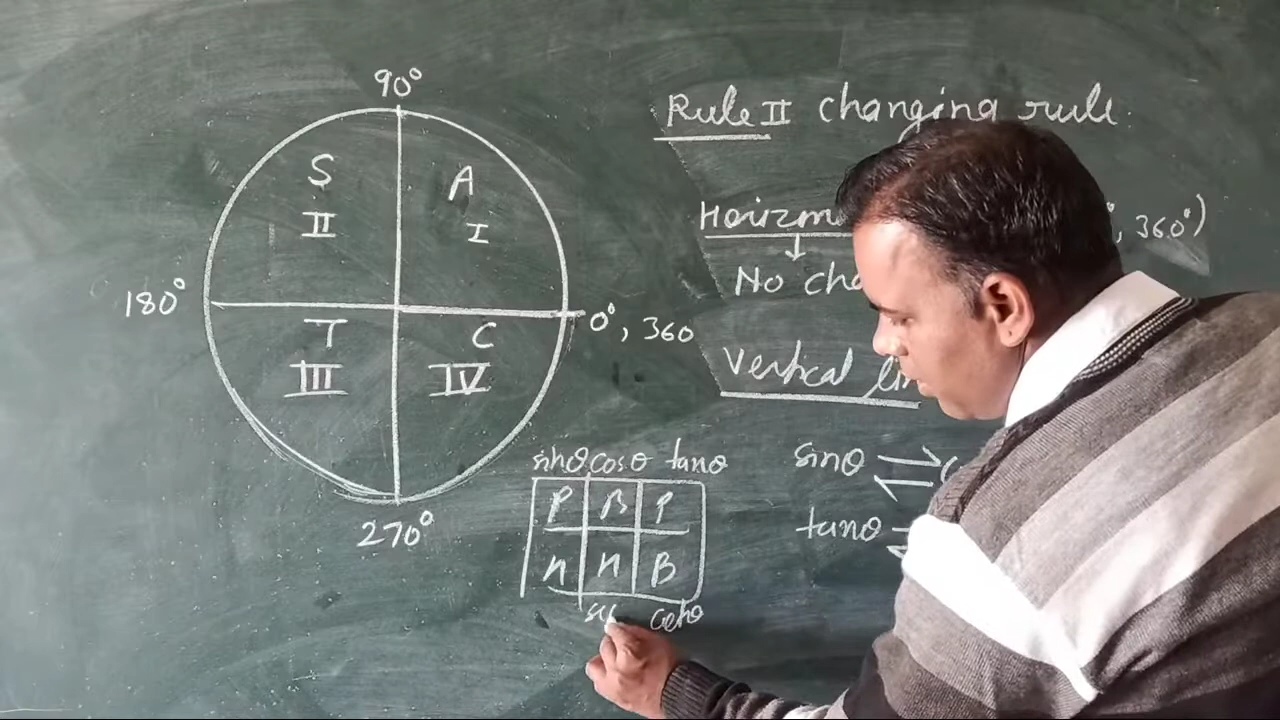 90°
S A
II I
180° 0°, 360
T C
III IV
270°
Rule II changing rule.
, 360°)
No
Vertical
sinθ cosθ tanθ
P B P
H H B
cotθ
sinθ
tanθ